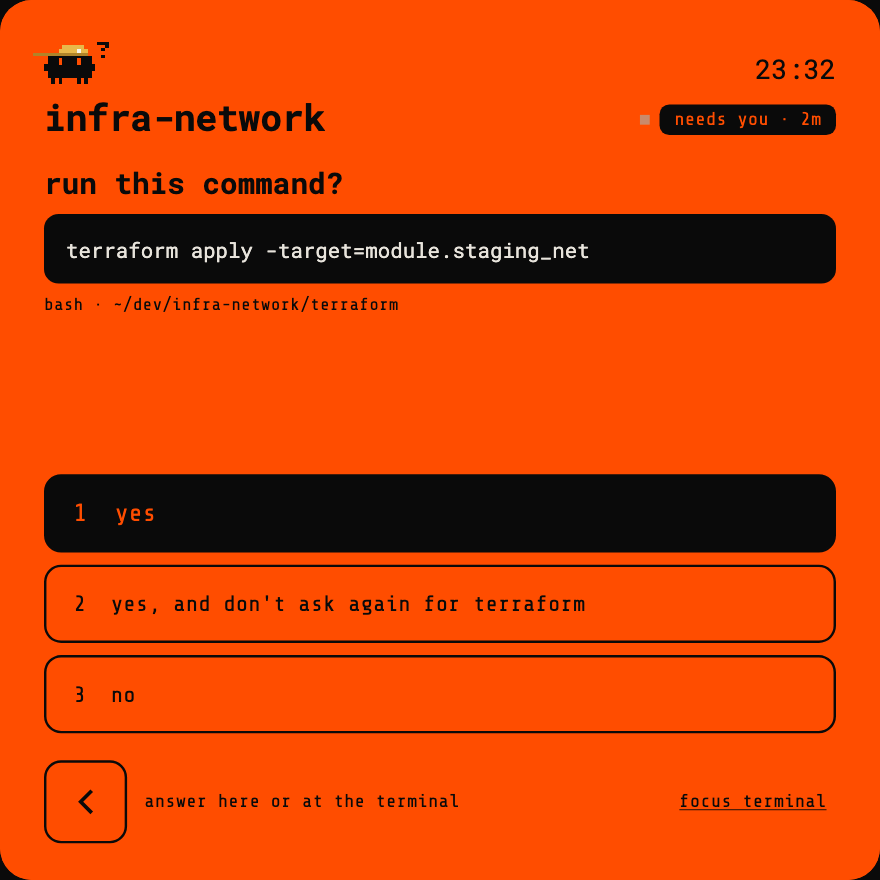 ?
23:32
infra-network
needs you · 2m
run this command?
terraform apply -target=module.staging_net
bash · ~/dev/infra-network/terraform
1 yes
2 yes, and don't ask again for terraform
3 no
answer here or at the terminal
focus terminal